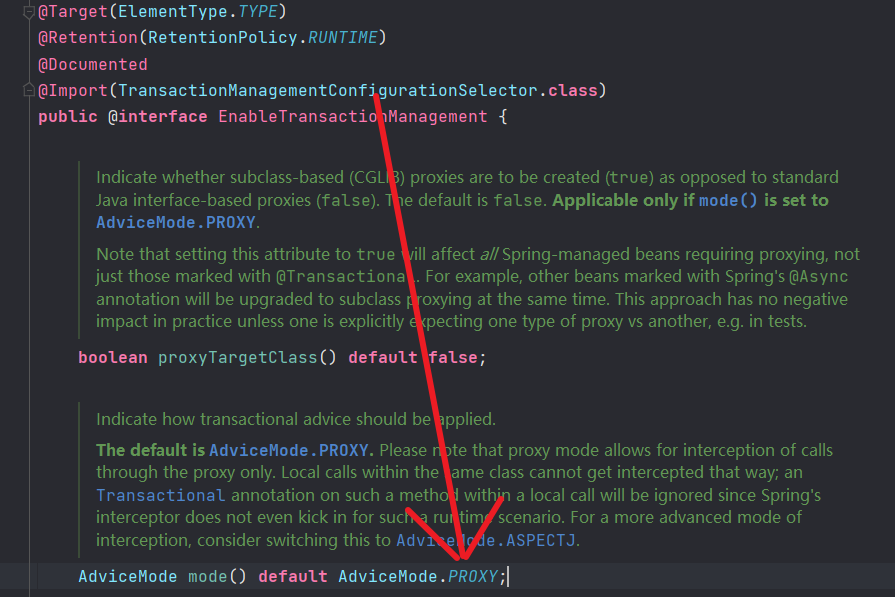 @Target(ElementType.TYPE)
@Retention(RetentionPolicy.RUNTIME)
@Documented
@Import(TransactionManagementConfigurationSelector.class)
public @interface EnableTransactionManagement {
Indicate whether subclass-based (CGLIB) proxies are to be created (true) as opposed to standard
Java interface-based proxies (false). The default is false. Applicable only if mode() is set to
AdviceMode.PROXY.
Note that setting this attribute to true will affect all Spring-managed beans requiring proxying, not
just those marked with @Transactional. For example, other beans marked with Spring's @Async
annotation will be upgraded to subclass proxying at the same time. This approach has no negative
impact in practice unless one is explicitly expecting one type of proxy vs another, e.g. in tests.
boolean proxyTargetClass() default false;
Indicate how transactional advice should be applied.
The default is AdviceMode.PROXY. Please note that proxy mode allows for interception of calls
through the proxy only. Local calls within the same class cannot get intercepted that way; an
Transactional annotation on such a method within a local call will be ignored since Spring's
interceptor does not even kick in for such a runtime scenario. For a more advanced mode of
interception, consider switching this to AdviceMode.ASPECTJ.
AdviceMode mode() default AdviceMode.PROXY;